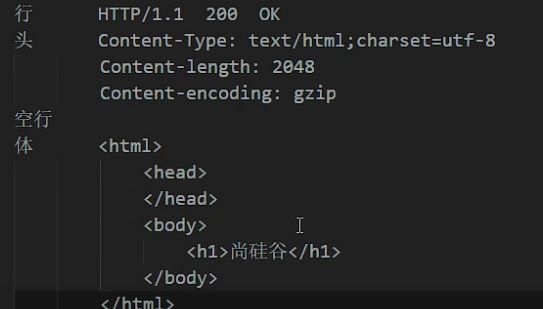 行 HTTP/1.1 200 OK
头 Content-Type: text/html;charset=utf-8
Content-length: 2048
Content-encoding: gzip
空行
体 <html>
<head>
</head>
<body>
<h1>尚硅谷</h1>
</body>
</html>